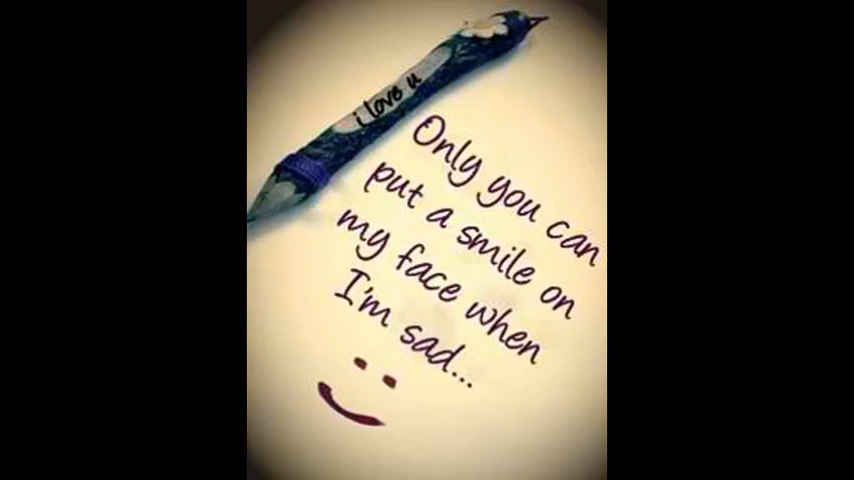 i love u
Only you can
put a smile on
my face when
I'm sad...